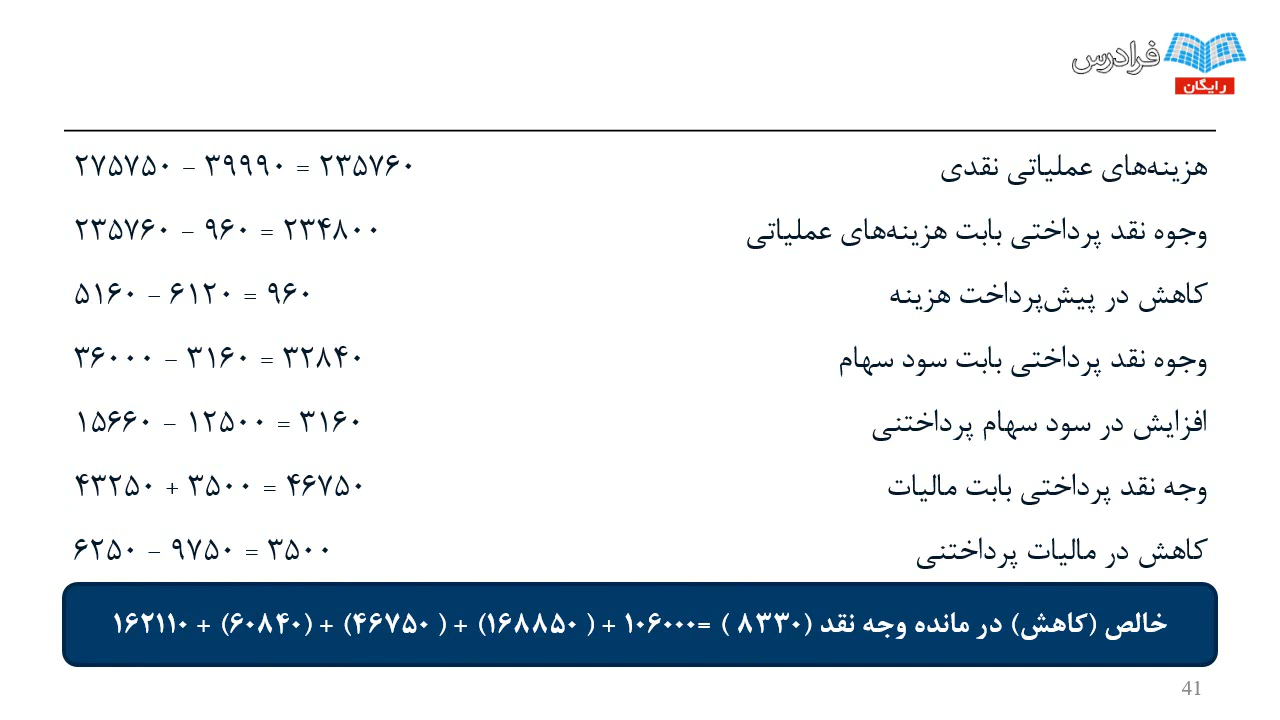 فرادرس
رایگان
هزینه‌های عملیاتی نقدی ۲۷۵۷۵۰ – ۳۹۹۹۰ = ۲۳۵۷۶۰
وجوه نقد پرداختی بابت هزینه‌های عملیاتی ۲۳۵۷۶۰ – ۹۶۰ = ۲۳۴۸۰۰
کاهش در پیش‌پرداخت هزینه ۵۱۶۰ – ۶۱۲۰ = ۹۶۰
وجوه نقد پرداختی بابت سود سهام ۳۶۰۰۰ – ۳۱۶۰ = ۳۲۸۴۰
افزایش در سود سهام پرداختنی ۱۵۶۶۰ – ۱۲۵۰۰ = ۳۱۶۰
وجه نقد پرداختی بابت مالیات ۴۳۲۵۰ + ۳۵۰۰ = ۴۶۷۵۰
کاهش در مالیات پرداختنی ۶۲۵۰ – ۹۷۵۰ = ۳۵۰۰
خالص (کاهش) در مانده وجه نقد (۸۳۳۰ ) =۱۰۶۰۰۰ + ( ۱۶۸۸۵۰) + ( ۴۶۷۵۰) + (۶۰۸۴۰) + ۱۶۲۱۱۰
41